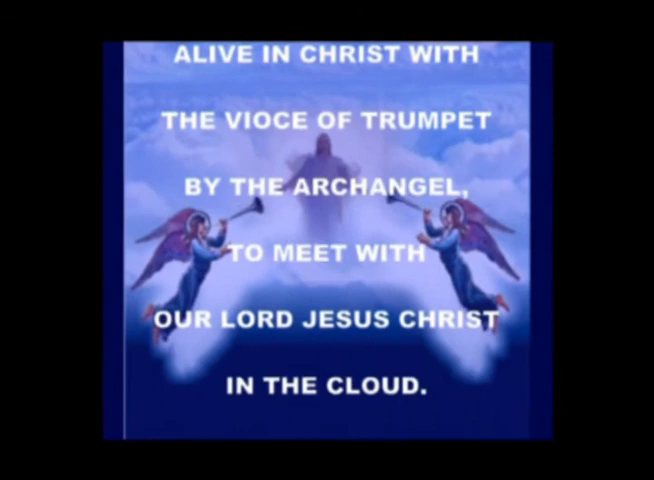 ALIVE IN CHRIST WITH
THE VIOCE OF TRUMPET
BY THE ARCHANGEL,
TO MEET WITH
OUR LORD JESUS CHRIST
IN THE CLOUD.